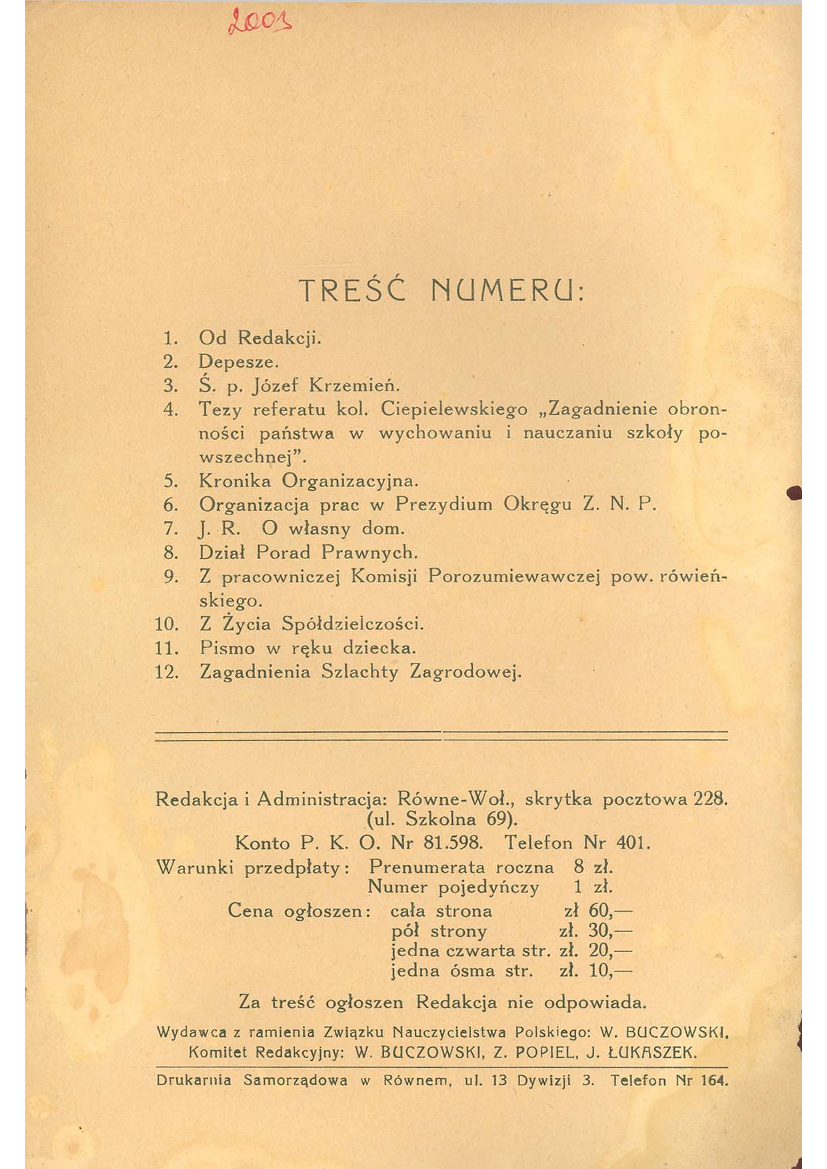 2003
TREŚĆ NUMERU:
1. Od Redakcji.
2. Depesze.
3. Ś. p. Józef Krzemień.
4. Tezy referatu kol. Ciepielewskiego „Zagadnienie obron-
ności państwa w wychowaniu i nauczaniu szkoły po-
wszechnej”.
5. Kronika Organizacyjna.
6. Organizacja prac w Prezydium Okręgu Z. N. P.
7. J. R. O własny dom.
8. Dział Porad Prawnych.
9. Z pracowniczej Komisji Porozumiewawczej pow. rówień-
skiego.
10. Z Życia Spółdzielczości.
11. Pismo w ręku dziecka.
12. Zagadnienia Szlachty Zagrodowej.
Redakcja i Administracja: Równe-Woł., skrytka pocztowa 228.
(ul. Szkolna 69).
Konto P. K. O. Nr 81.598. Telefon Nr 401.
Warunki przedpłaty: Prenumerata roczna 8 zł.
Numer pojedyńczy 1 zł.
Cena ogłoszen: cała strona zł 60,—
pół strony zł. 30,—
jedna czwarta str. zł. 20,—
jedna ósma str. zł. 10,—
Za treść ogłoszen Redakcja nie odpowiada.
Wydawca z ramienia Związku Nauczycielstwa Polskiego: W. BUCZOWSKI.
Komitet Redakcyjny: W. BUCZOWSKI, Z. POPIEL, J. ŁUKASZEK.
Drukarnia Samorządowa w Równem, ul. 13 Dywizji 3. Telefon Nr 164.